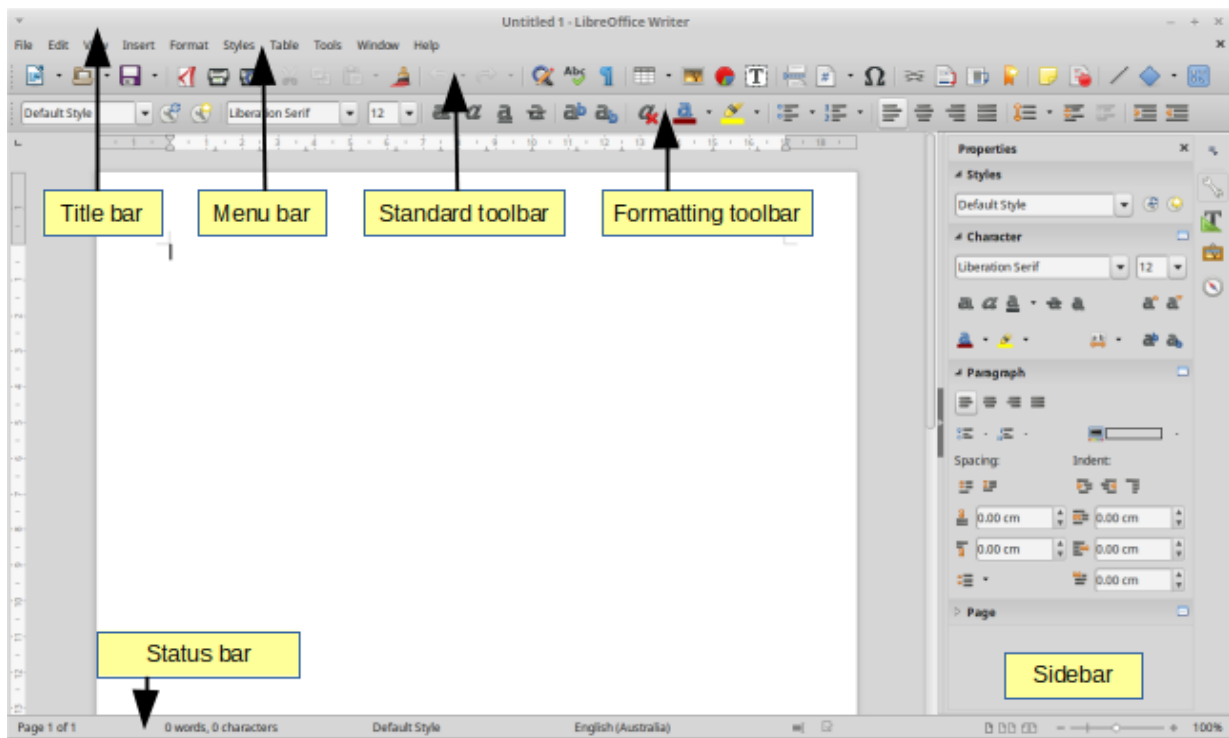 Untitled 1 - LibreOffice Writer
File Edit View Insert Format Styles Table Tools Window Help
Default Style Liberation Serif 12
Properties
Styles
Title bar Menu bar Standard toolbar Formatting toolbar
Default Style
Character
Liberation Serif 12
Paragraph
Spacing: Indent:
0.00 cm 0.00 cm
0.00 cm 0.00 cm
0.00 cm
Page
Status bar
Sidebar
Page 1 of 1 0 words, 0 characters Default Style English (Australia) 100%